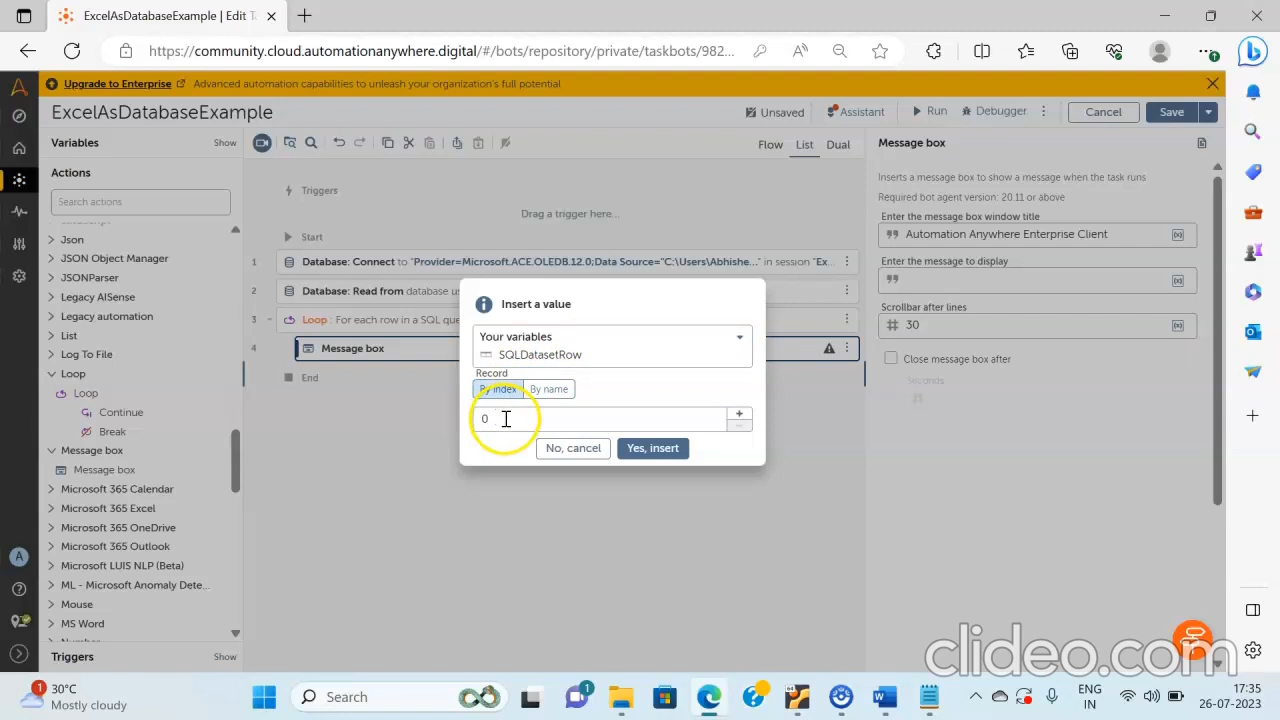 ExcelAsDatabaseExample | Edit Ta
https://community.cloud.automationanywhere.digital/#/bots/repository/private/taskbots/982...
Upgrade to Enterprise
Advanced automation capabilities to unleash your organization's full potential
ExcelAsDatabaseExample
Unsaved
Assistant
Run
Debugger
Cancel
Save
Variables
Show
Flow
List
Dual
Message box
Actions
Search actions
Json
JSON Object Manager
JSONParser
Legacy AISense
Legacy automation
List
Log To File
Loop
Loop
Continue
Break
Message box
Message box
Microsoft 365 Calendar
Microsoft 365 Excel
Microsoft 365 OneDrive
Microsoft 365 Outlook
Microsoft LUIS NLP (Beta)
ML - Microsoft Anomaly Dete...
Mouse
MS Word
Triggers
Show
Triggers
Drag a trigger here...
Start
1 Database: Connect to "Provider=Microsoft.ACE.OLEDB.12.0;Data Source="C:\Users\Abhishe..." in session "Ex...
2 Database: Read from database u
3 Loop : For each row in a SQL que
4 Message box
End
Insert a value
Your variables
SQLDatasetRow
Record
By index
By name
0
No, cancel
Yes, insert
Inserts a message box to show a message when the task runs
Required bot agent version: 20.11 or above
Enter the message box window title
Automation Anywhere Enterprise Client
Enter the message to display
Scrollbar after lines
30
Close message box after
Seconds
clideo.com
30°C
Mostly cloudy
Search
ENG
IN
17:35
26-07-2023